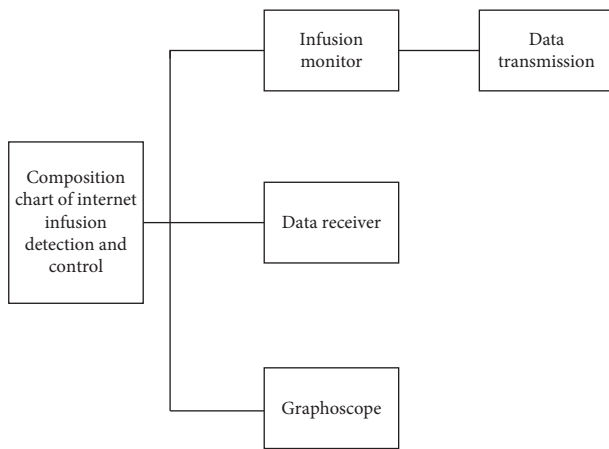 Infusion
monitor
Data
transmission
Composition
chart of internet
infusion
detection and
control
Data receiver
Graphoscope